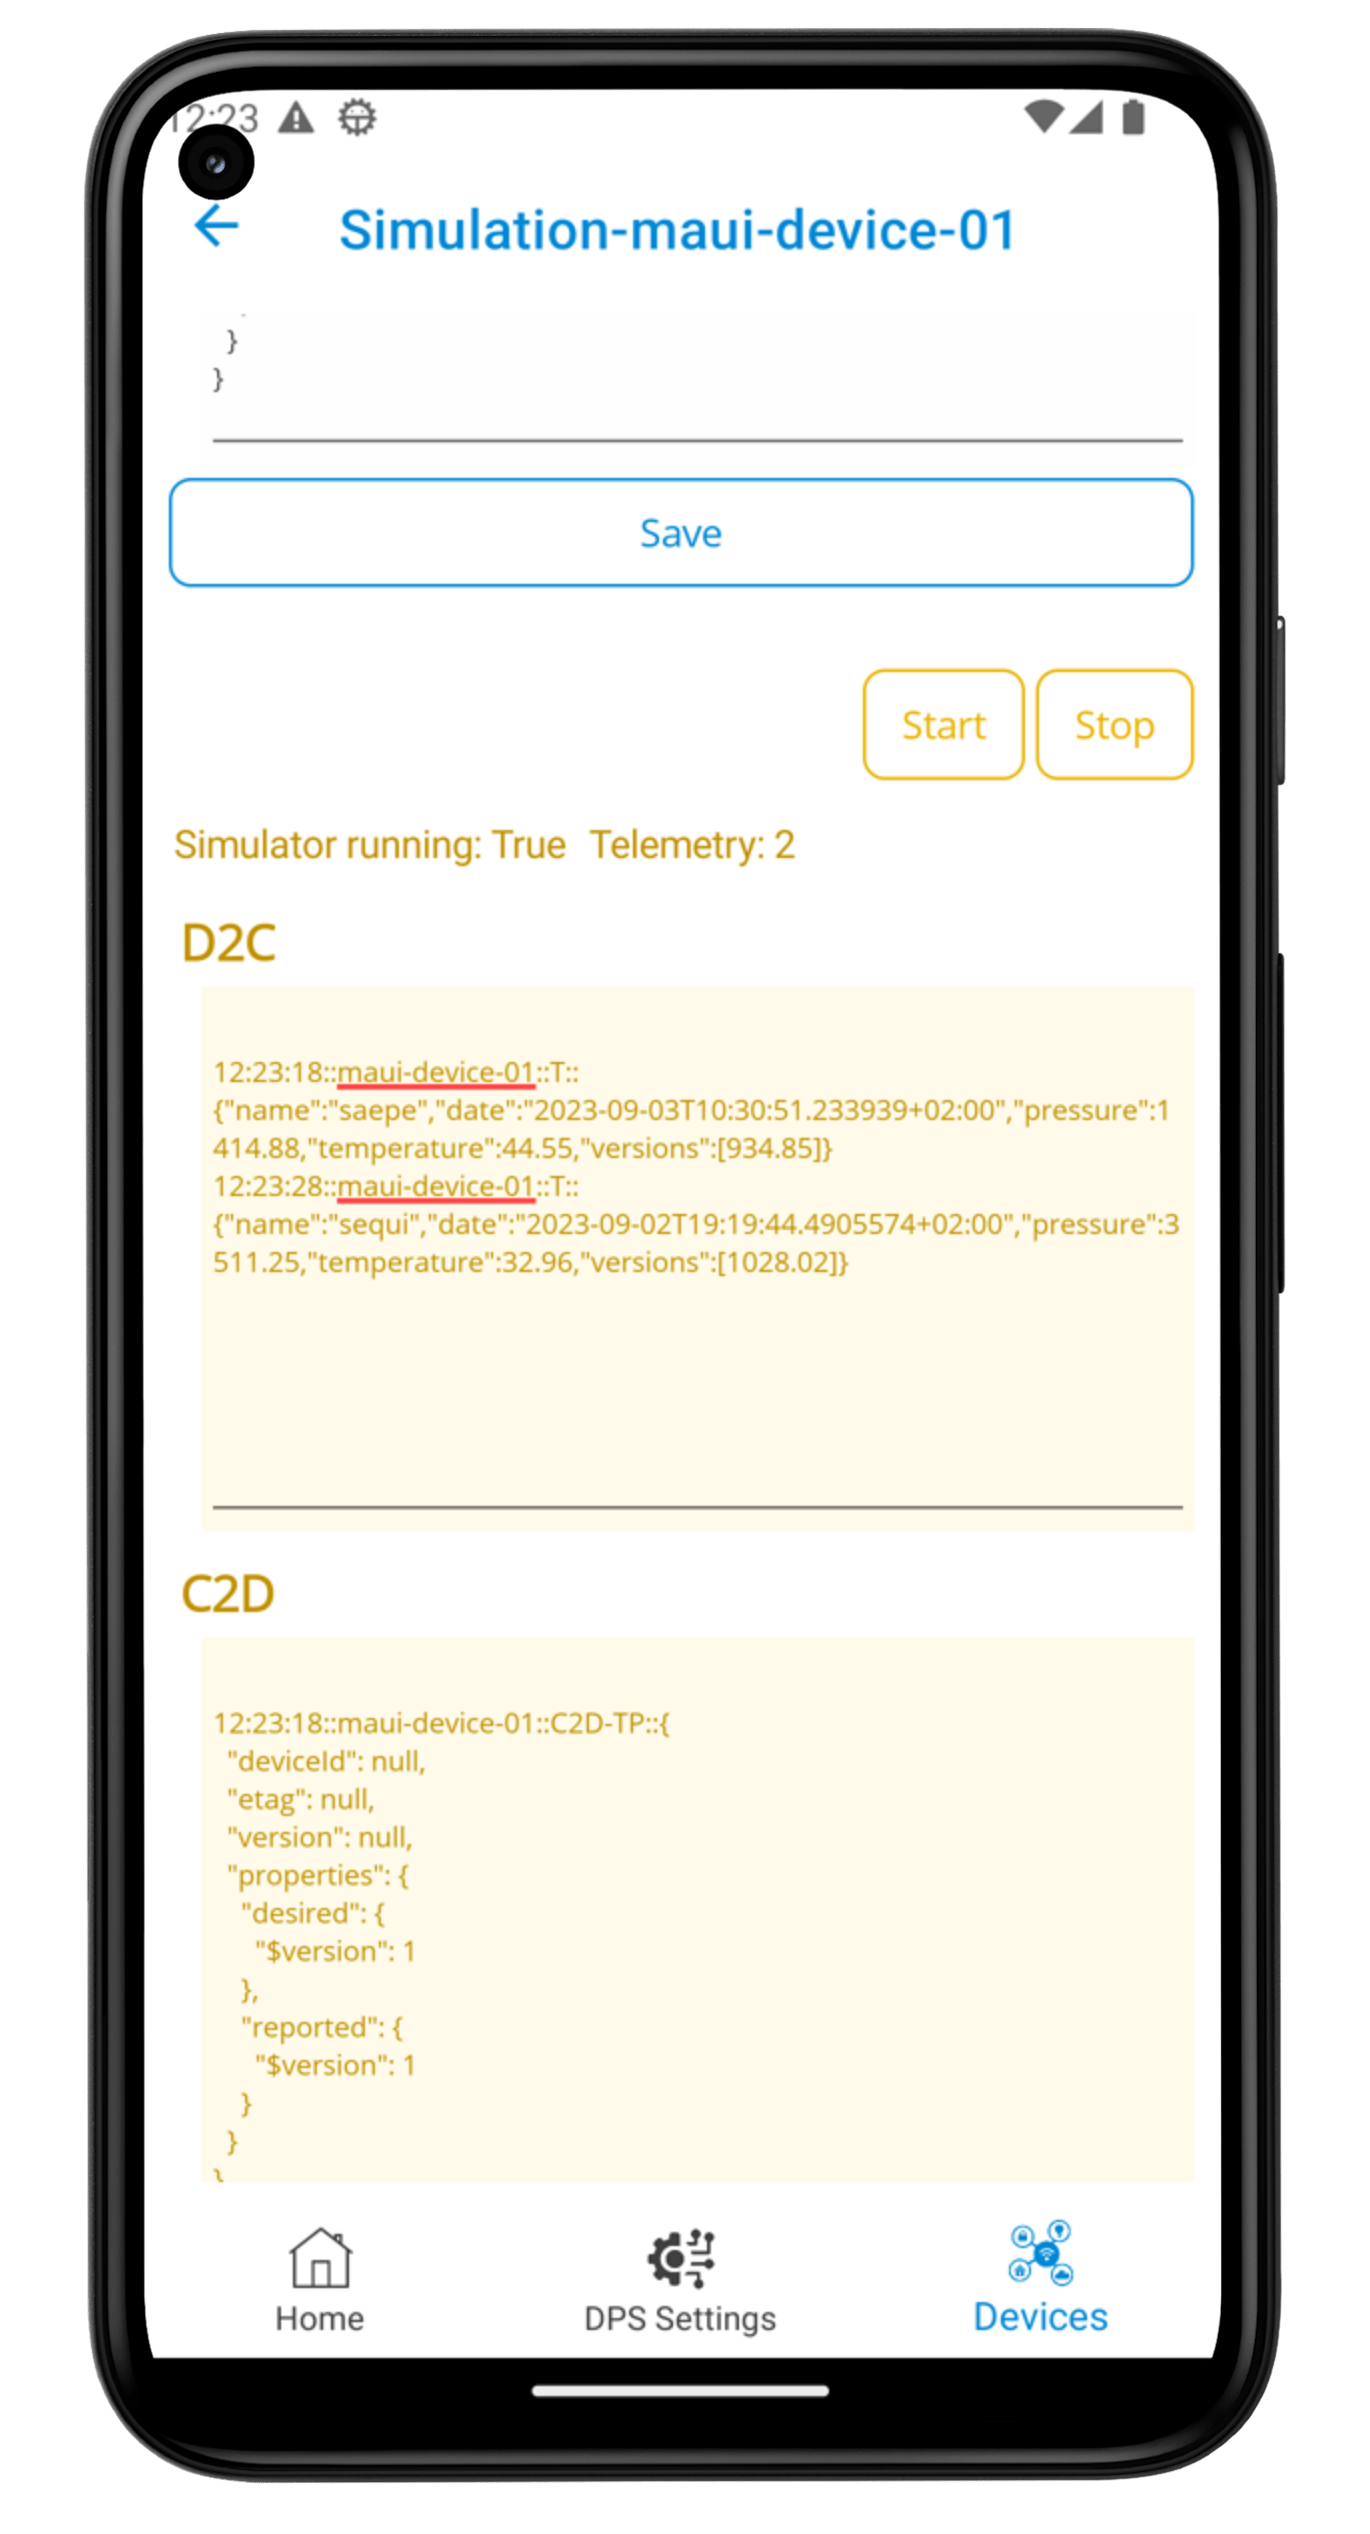 12:23
Simulation-maui-device-01
}
}
Save
Start Stop
Simulator running: True Telemetry: 2
D2C
12:23:18::maui-device-01::T::
{"name":"saepe","date":"2023-09-03T10:30:51.233939+02:00","pressure":1
414.88,"temperature":44.55,"versions":[934.85]}
12:23:28::maui-device-01::T::
{"name":"sequi","date":"2023-09-02T19:19:44.4905574+02:00","pressure":3
511.25,"temperature":32.96,"versions":[1028.02]}
C2D
12:23:18::maui-device-01::C2D-TP::{
"deviceId": null,
"etag": null,
"version": null,
"properties": {
"desired": {
"$version": 1
},
"reported": {
"$version": 1
}
}
}
Home DPS Settings Devices